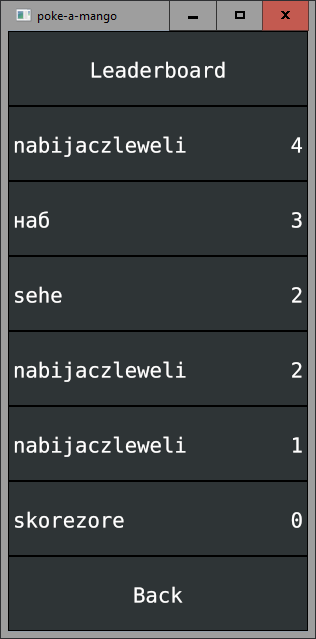 poke-a-mango
Leaderboard
nabijaczleweli 4
наб 3
sehe 2
nabijaczleweli 2
nabijaczleweli 1
skorezore 0
Back